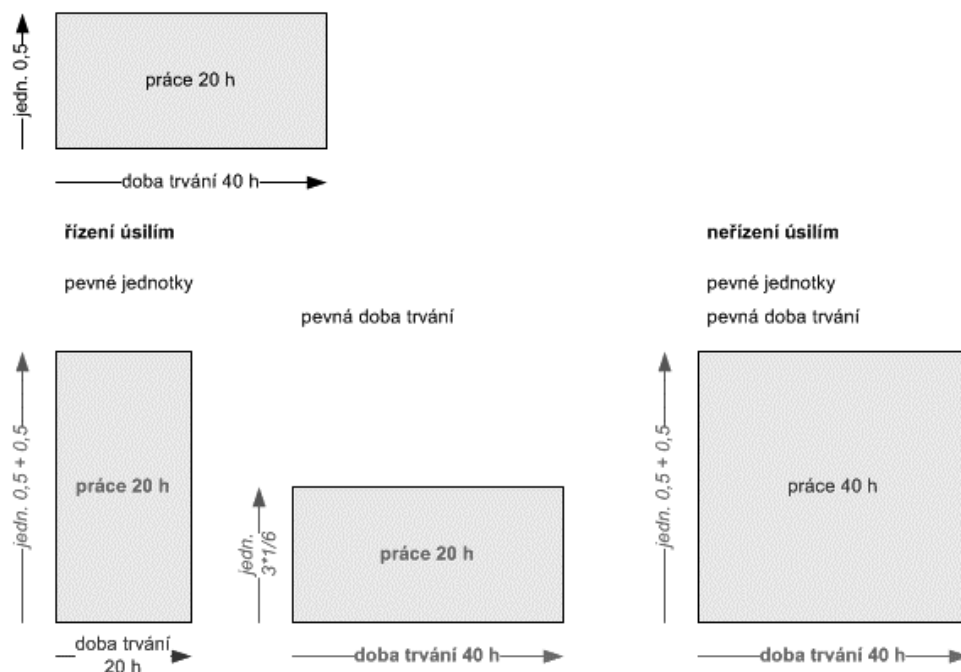 jedn. 0,5
práce 20 h
doba trvání 40 h
řízení úsilím
neřízení úsilím
pevné jednotky
pevné jednotky
pevná doba trvání
pevná doba trvání
jedn. 0,5 + 0,5
práce 20 h
doba trvání
20 h
jedn.
3*1/6
práce 20 h
doba trvání 40 h
jedn. 0,5 + 0,5
práce 40 h
doba trvání 40 h